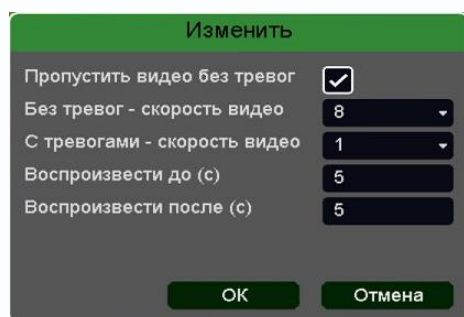 Изменить
Пропустить видео без тревог
Без тревог - скорость видео 8
С тревогами - скорость видео 1
Воспроизвести до (с) 5
Воспроизвести после (с) 5
ОК Отмена